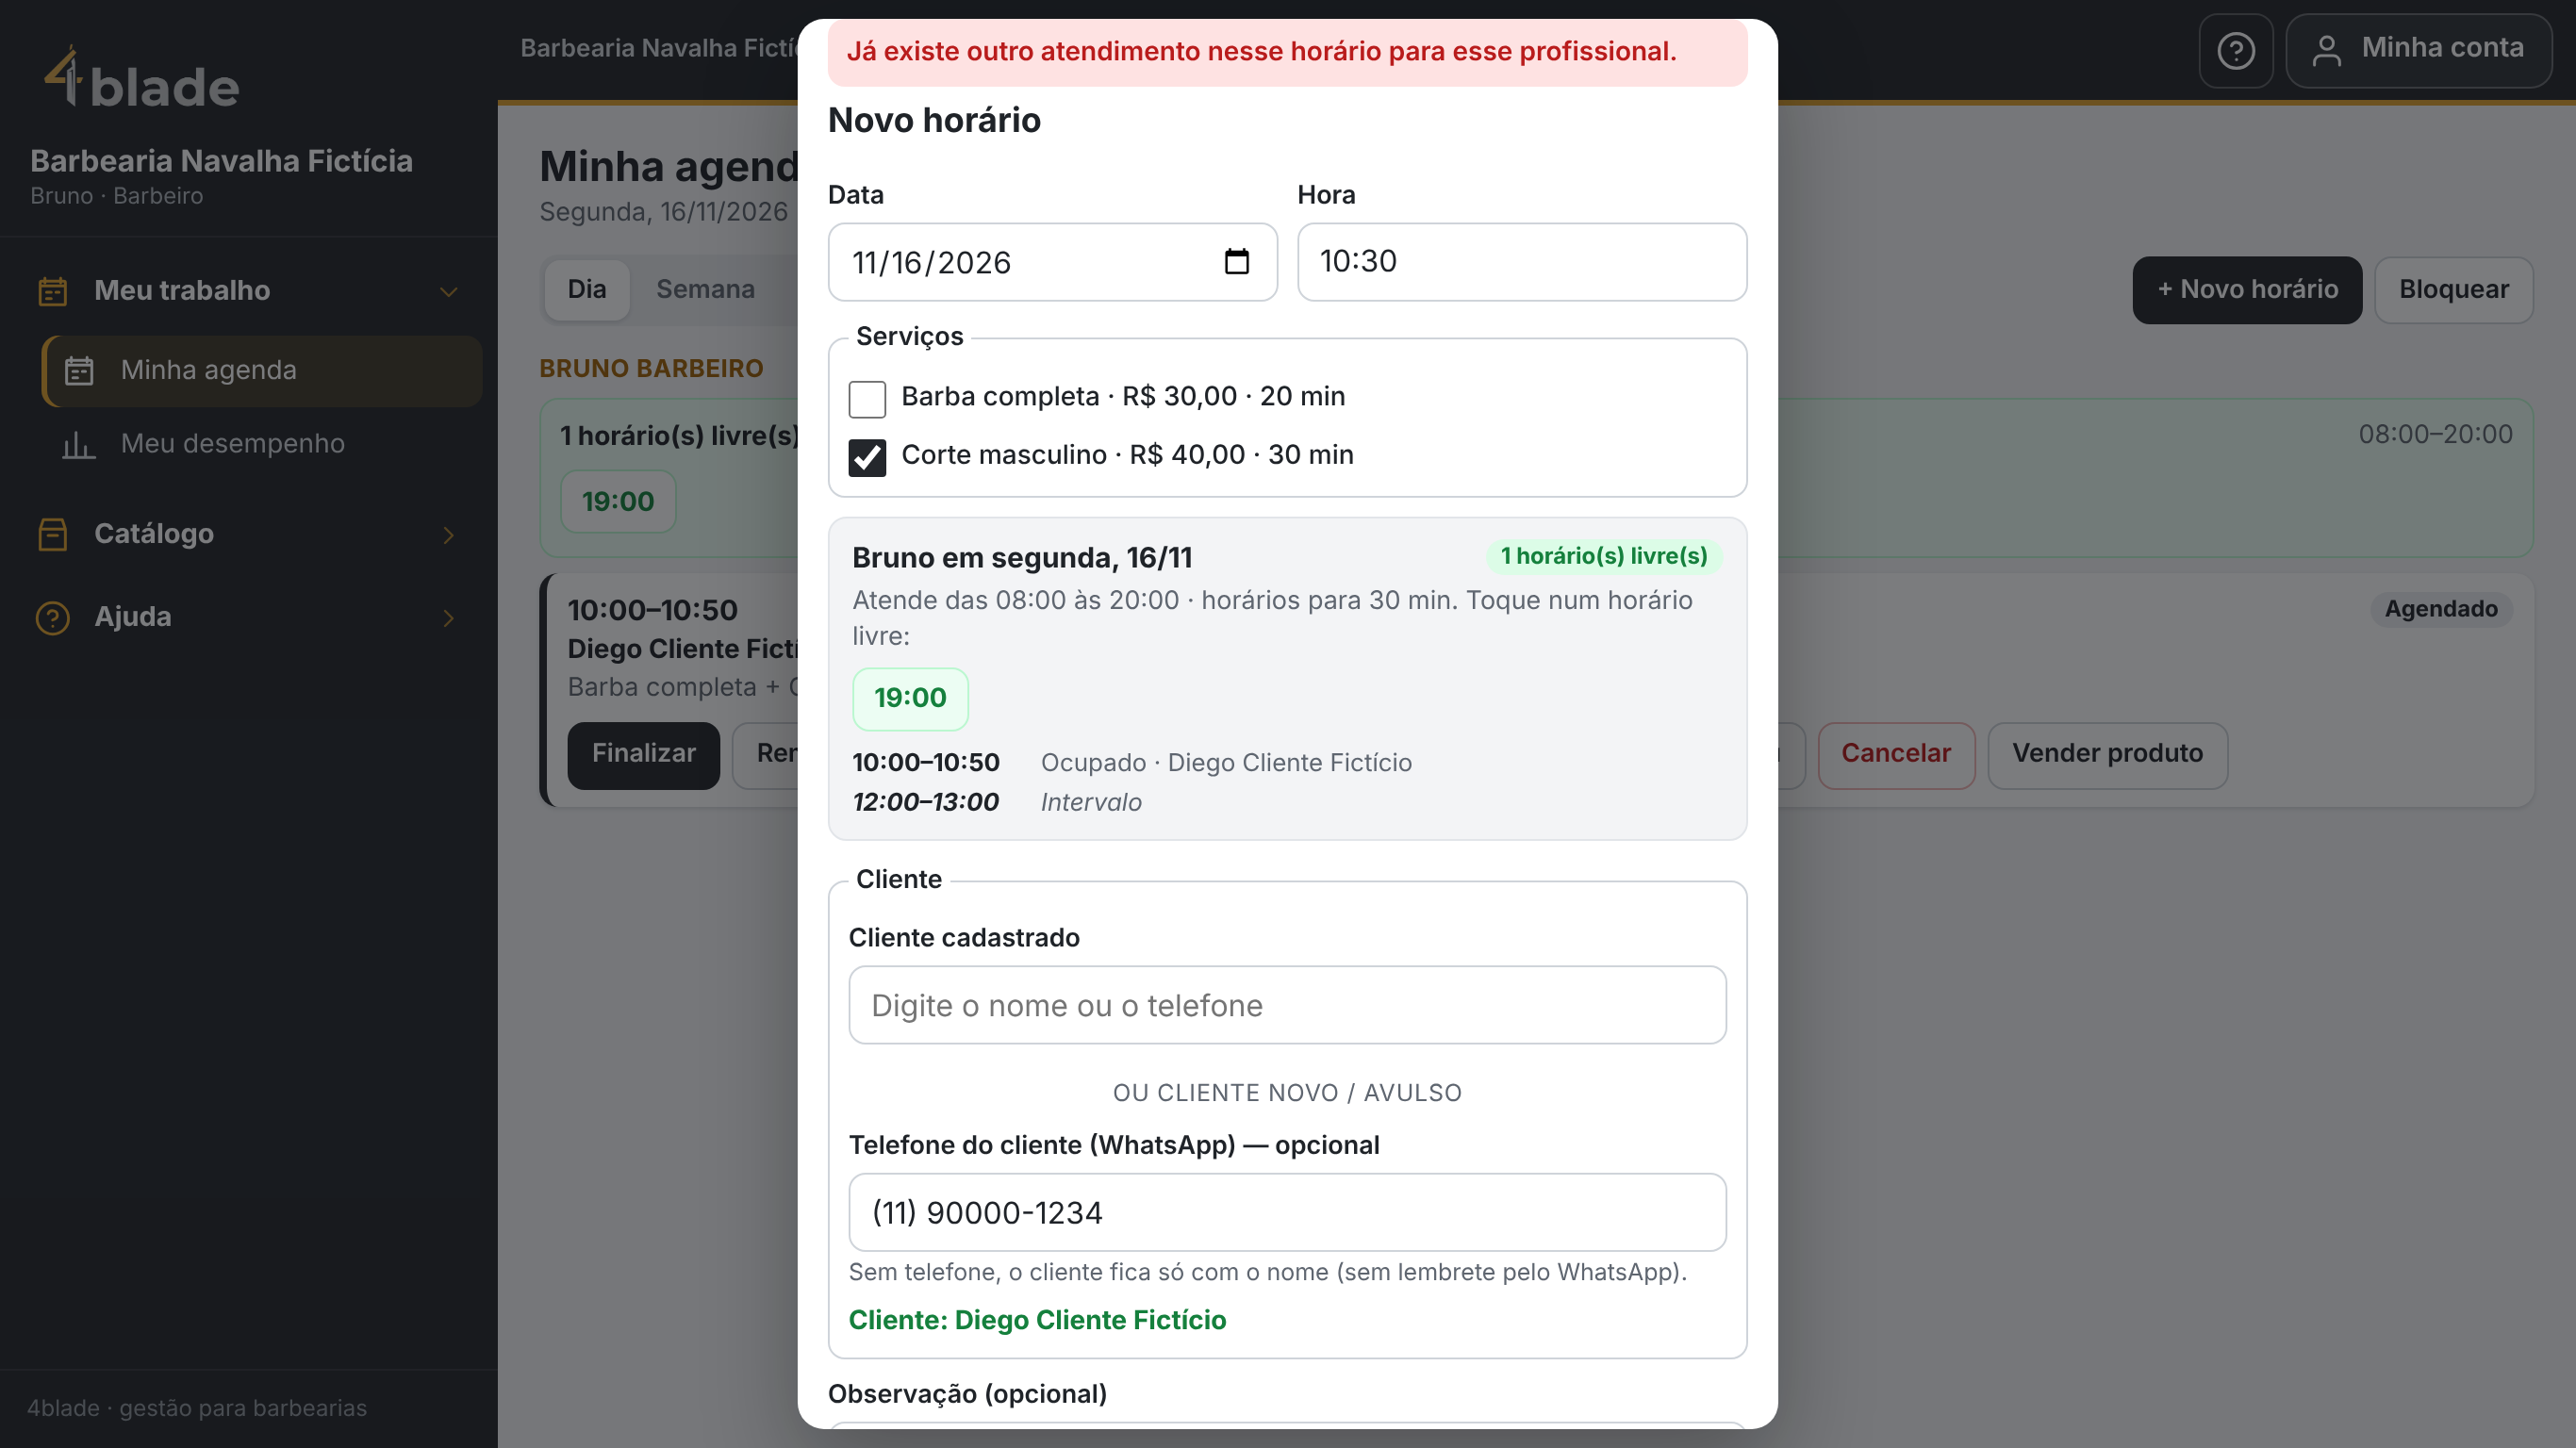 4blade
Barbearia Navalha Fictícia
Bruno · Barbeiro
Meu trabalho
Minha agenda
Meu desempenho
Catálogo
Ajuda
4blade · gestão para barbearias
Barbearia Navalha
Minha conta
Minha
Segunda, 16/11/2026
Dia
Semana
+ Novo horário
Bloquear
BRUNO BARBEIRO
1 horário(s) livre(s)
08:00–20:00
19:00
10:00–10:50
Agendado
Diego Cliente
Barba completa +
Finalizar
Cancelar
Vender produto
Já existe outro atendimento nesse horário para esse profissional.
Novo horário
Data
Hora
11/16/2026
10:30
Serviços
Barba completa · R$ 30,00 · 20 min
Corte masculino · R$ 40,00 · 30 min
Bruno em segunda, 16/11
1 horário(s) livre(s)
Atende das 08:00 às 20:00 · horários para 30 min. Toque num horário
livre:
19:00
10:00–10:50 Ocupado · Diego Cliente Fictício
12:00–13:00 Intervalo
Cliente
Cliente cadastrado
Digite o nome ou o telefone
OU CLIENTE NOVO / AVULSO
Telefone do cliente (WhatsApp) — opcional
(11) 90000-1234
Sem telefone, o cliente fica só com o nome (sem lembrete pelo WhatsApp).
Cliente: Diego Cliente Fictício
Observação (opcional)